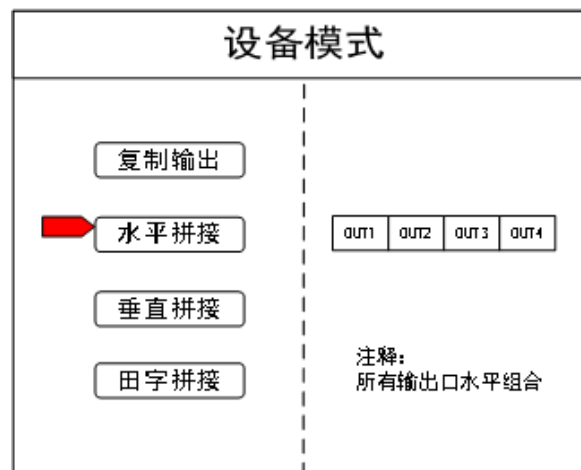 设备模式
复制输出
水平拼接
垂直拼接
田字拼接
OUT1 OUT2 OUT3 OUT4
注释：
所有输出口水平组合